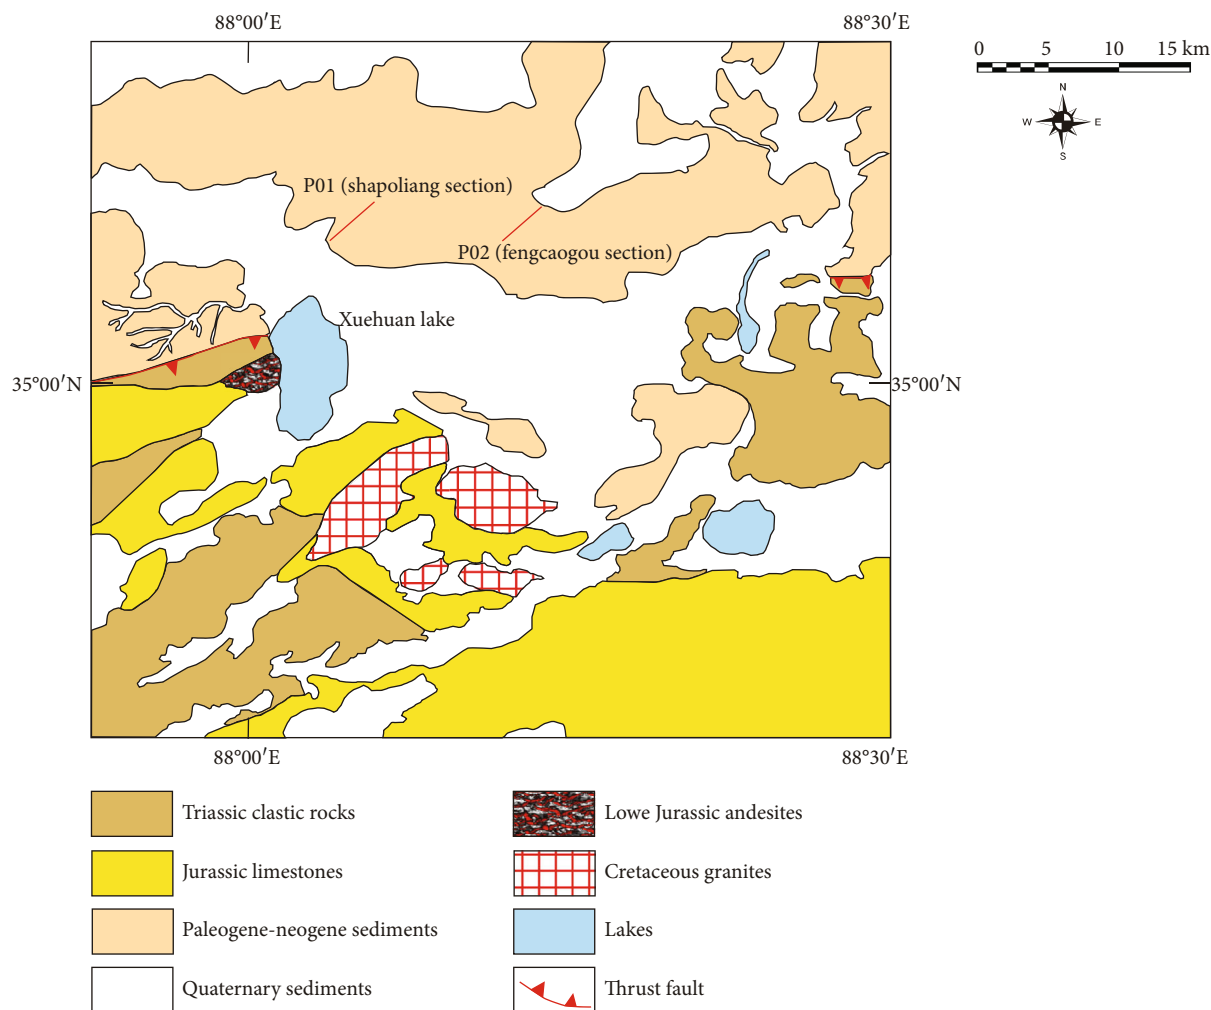 88°00′E
88°30′E
0 5 10 15 km
N
W E
S
P01 (shapoliang section)
P02 (fengcaogou section)
Xuehuan lake
35°00′N
35°00′N
88°00′E
88°30′E
Triassic clastic rocks
Lowe Jurassic andesites
Jurassic limestones
Cretaceous granites
Paleogene-neogene sediments
Lakes
Quaternary sediments
Thrust fault